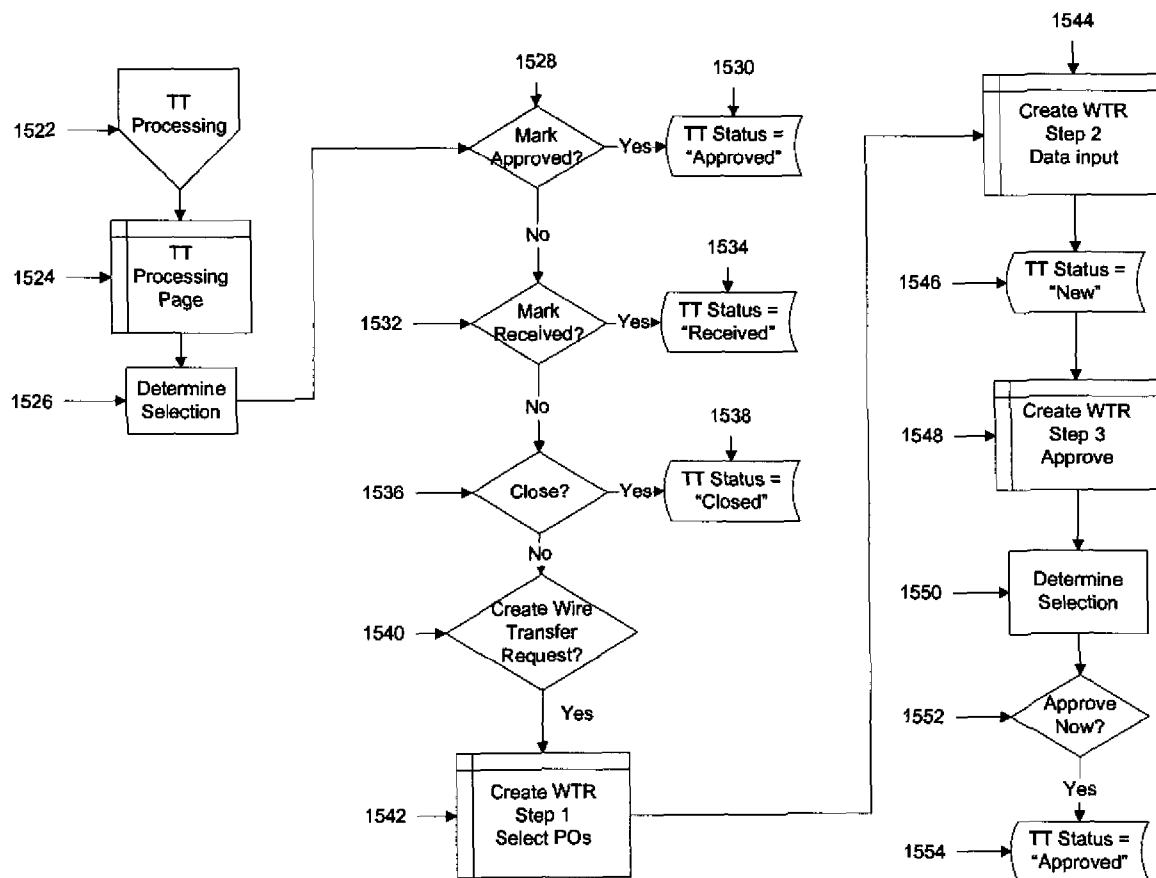 1522
TT
Processing
1524
TT
Processing
Page
1526
Determine
Selection
1528
Mark
Approved?
Yes
1530
TT Status =
“Approved”
No
1532
Mark
Received?
Yes
1534
TT Status =
“Received”
No
1536
Close?
Yes
1538
TT Status =
“Closed”
No
1540
Create Wire
Transfer
Request?
Yes
1542
Create WTR
Step 1
Select POs
1544
Create WTR
Step 2
Data input
1546
TT Status =
“New”
1548
Create WTR
Step 3
Approve
1550
Determine
Selection
1552
Approve
Now?
Yes
1554
TT Status =
“Approved”